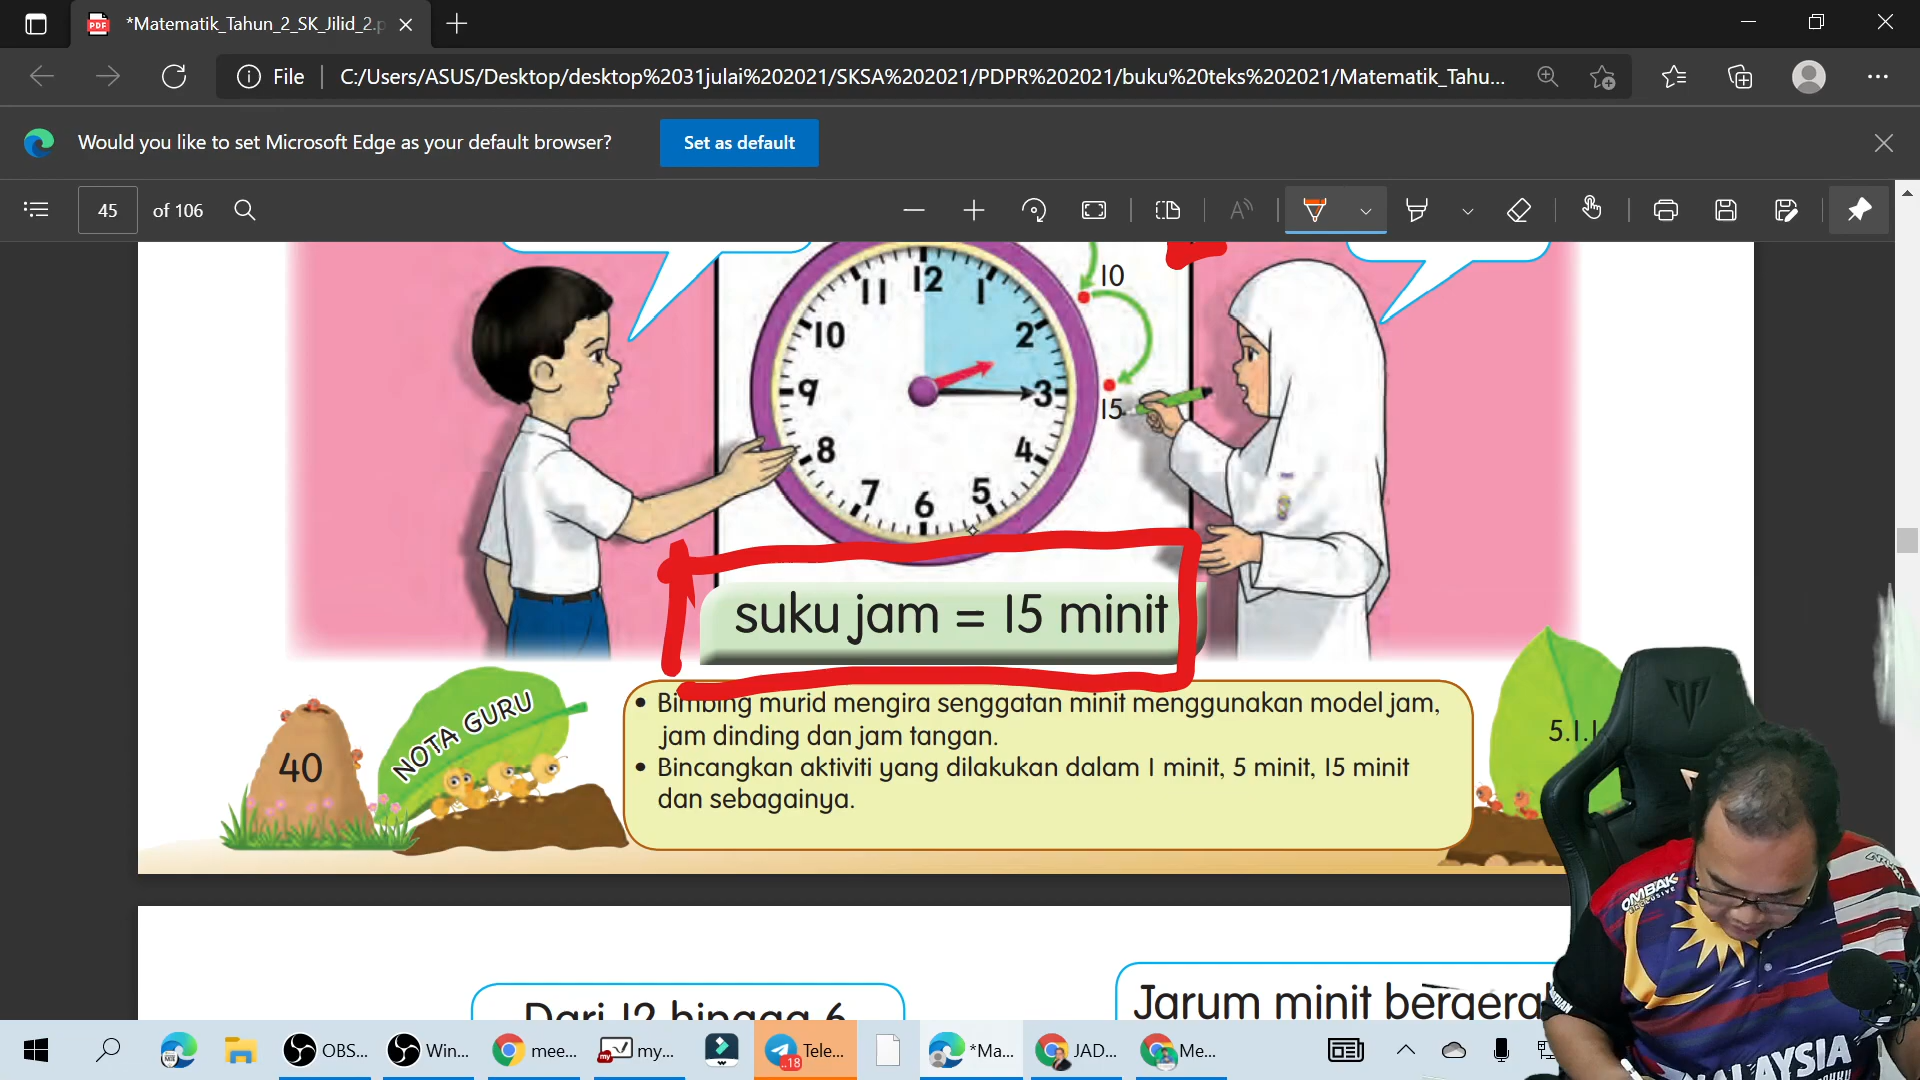 *Matematik_Tahun_2_SK_Jilid_2.p
File
C:/Users/ASUS/Desktop/desktop%2031julai%202021/SKSA%202021/PDPR%202021/buku%20teks%202021/Matematik_Tahu...
Would you like to set Microsoft Edge as your default browser?
Set as default
45 of 106
12
1
2
3
4
5
6
7
8
9
10
11
10
15
suku jam = 15 minit
• Bimbing murid mengira senggatan minit menggunakan model jam,
jam dinding dan jam tangan.
• Bincangkan aktiviti yang dilakukan dalam 1 minit, 5 minit, 15 minit
dan sebagainya.
40
NOTA GURU
5.1.1
Dari 12 hingga 6
Jarum minit bergera
OMBAK
EXCLUSIVE
MALAYSIA
OBS...
Win...
mee...
my...
Tele...
..18
*Ma...
JAD...
Me...